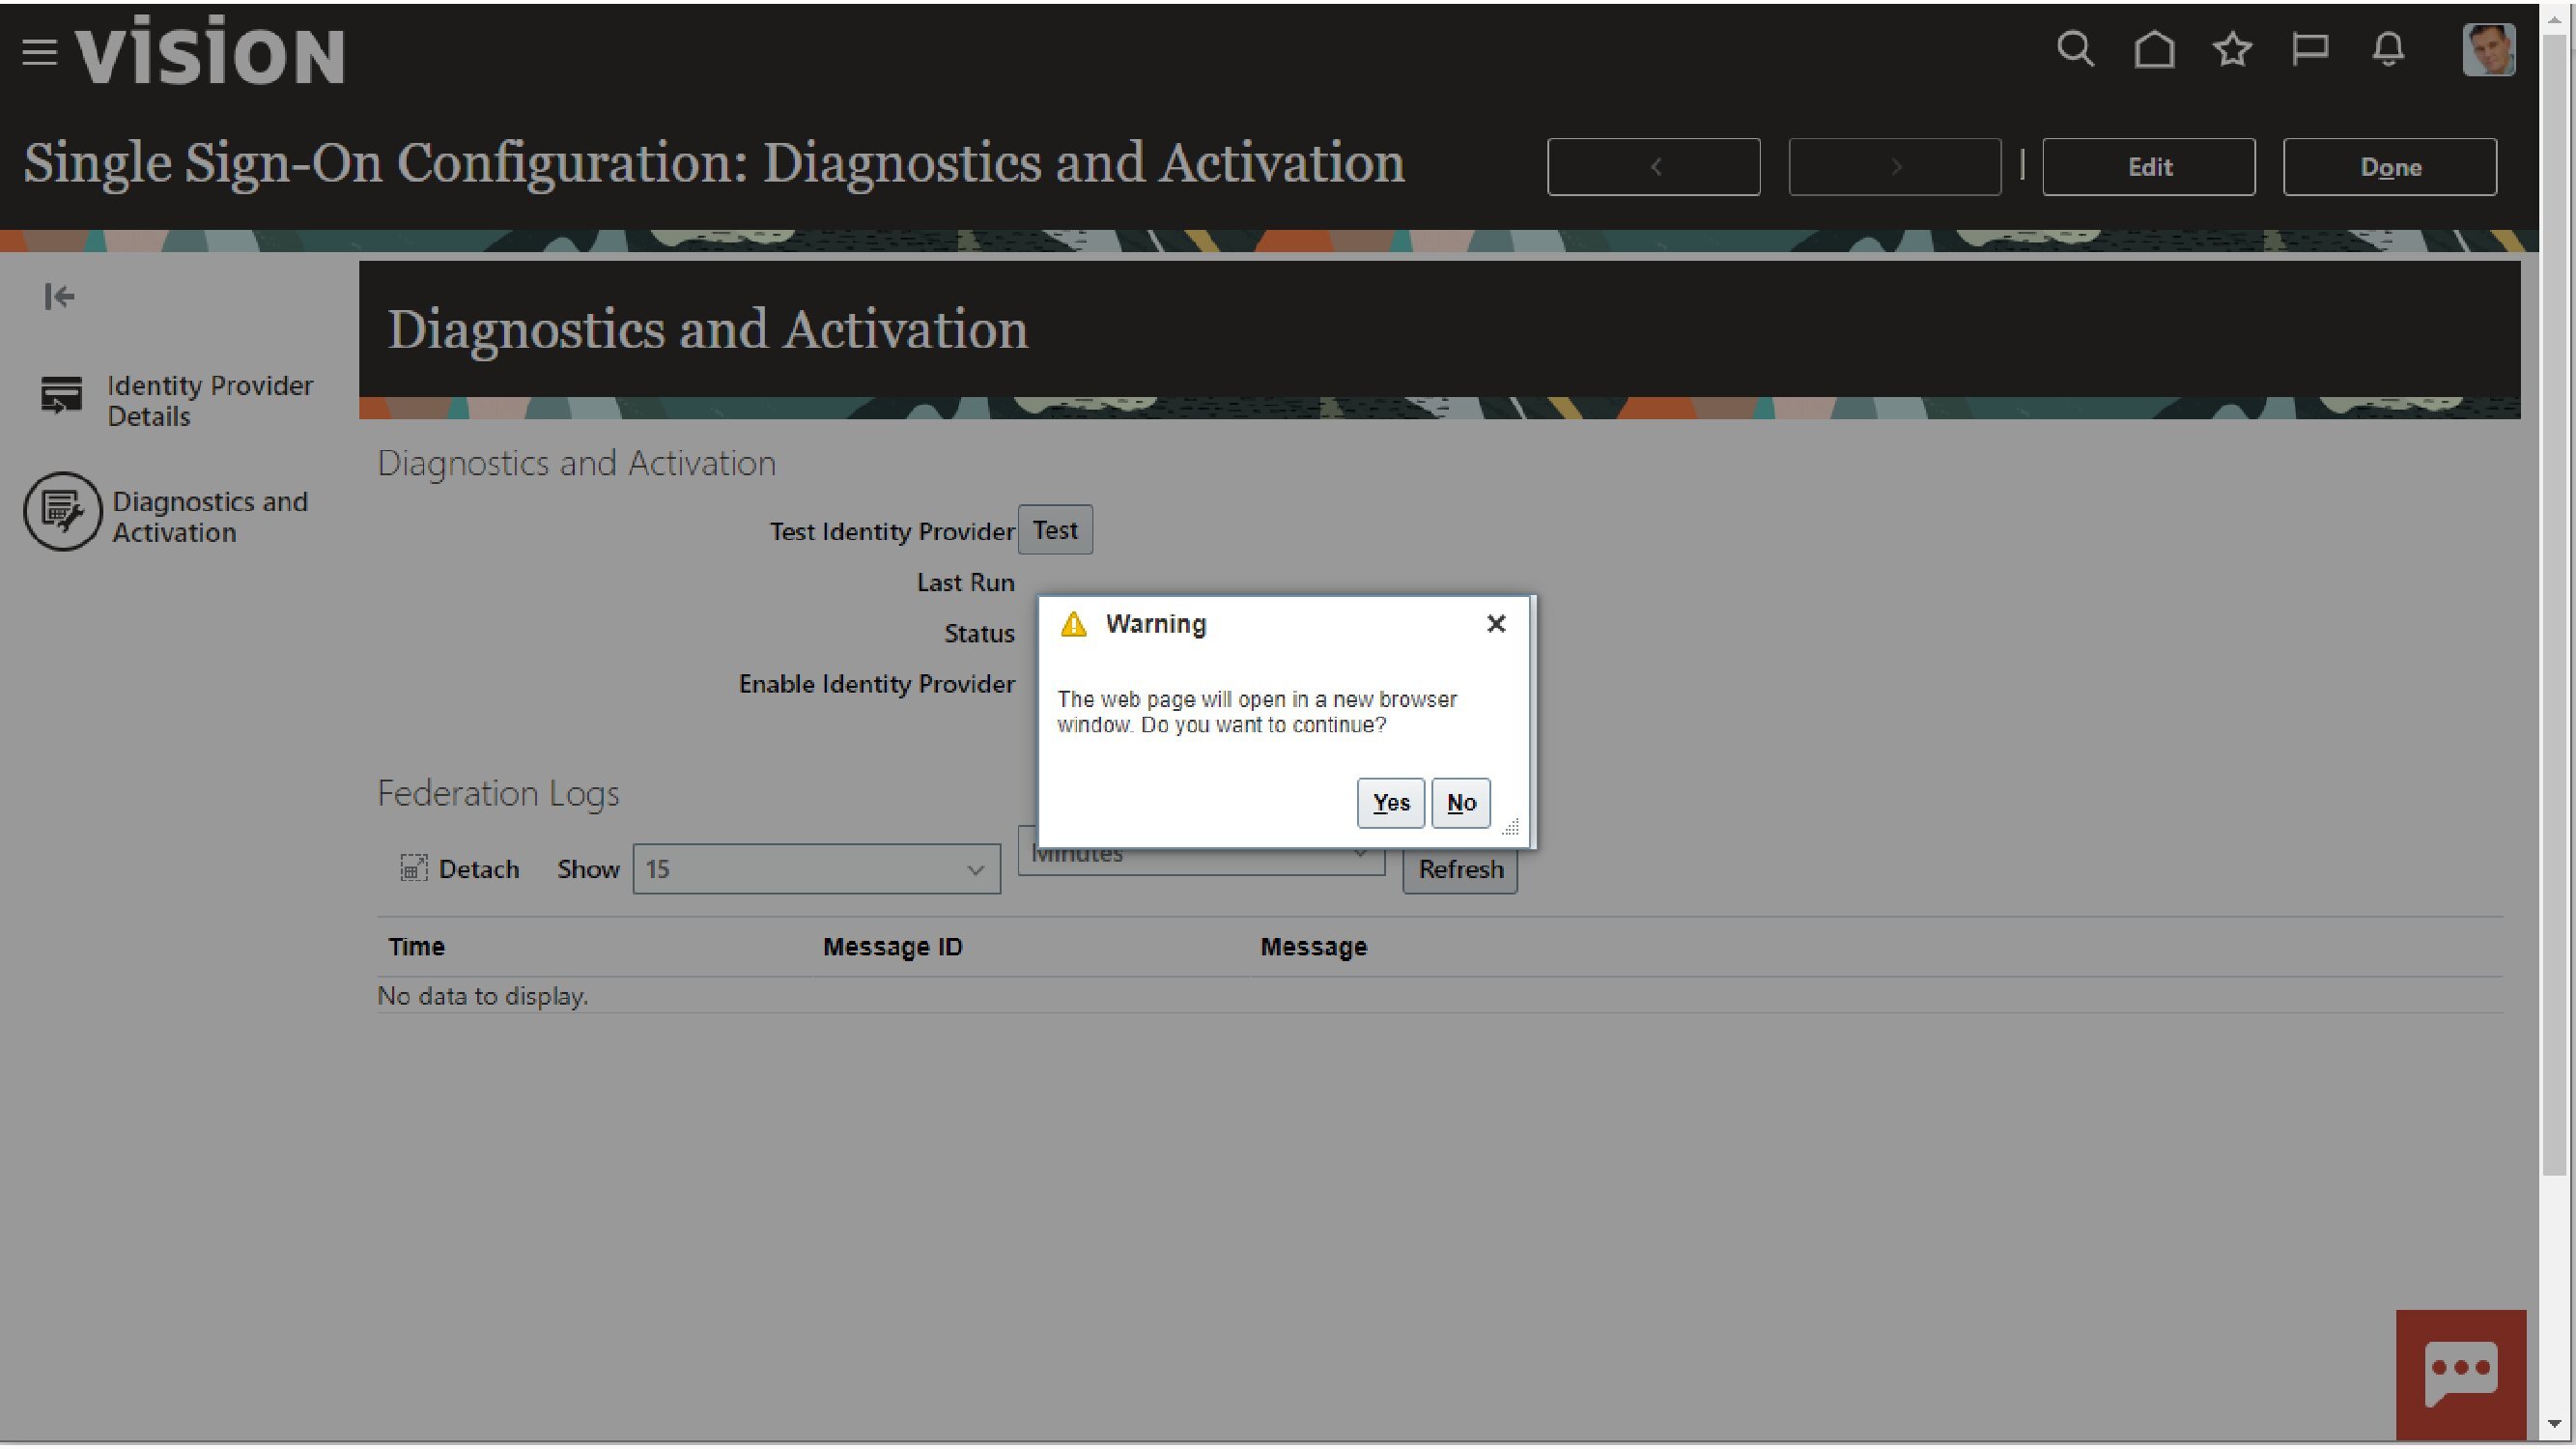 VISION
Single Sign-On Configuration: Diagnostics and Activation
Edit
Done
Diagnostics and Activation
Identity Provider
Details
Diagnostics and
Activation
Diagnostics and Activation
Test Identity Provider Test
Last Run
Status
Enable Identity Provider
Warning
The web page will open in a new browser
window. Do you want to continue?
Yes No
Federation Logs
Detach Show 15 Minutes Refresh
Time Message ID Message
No data to display.